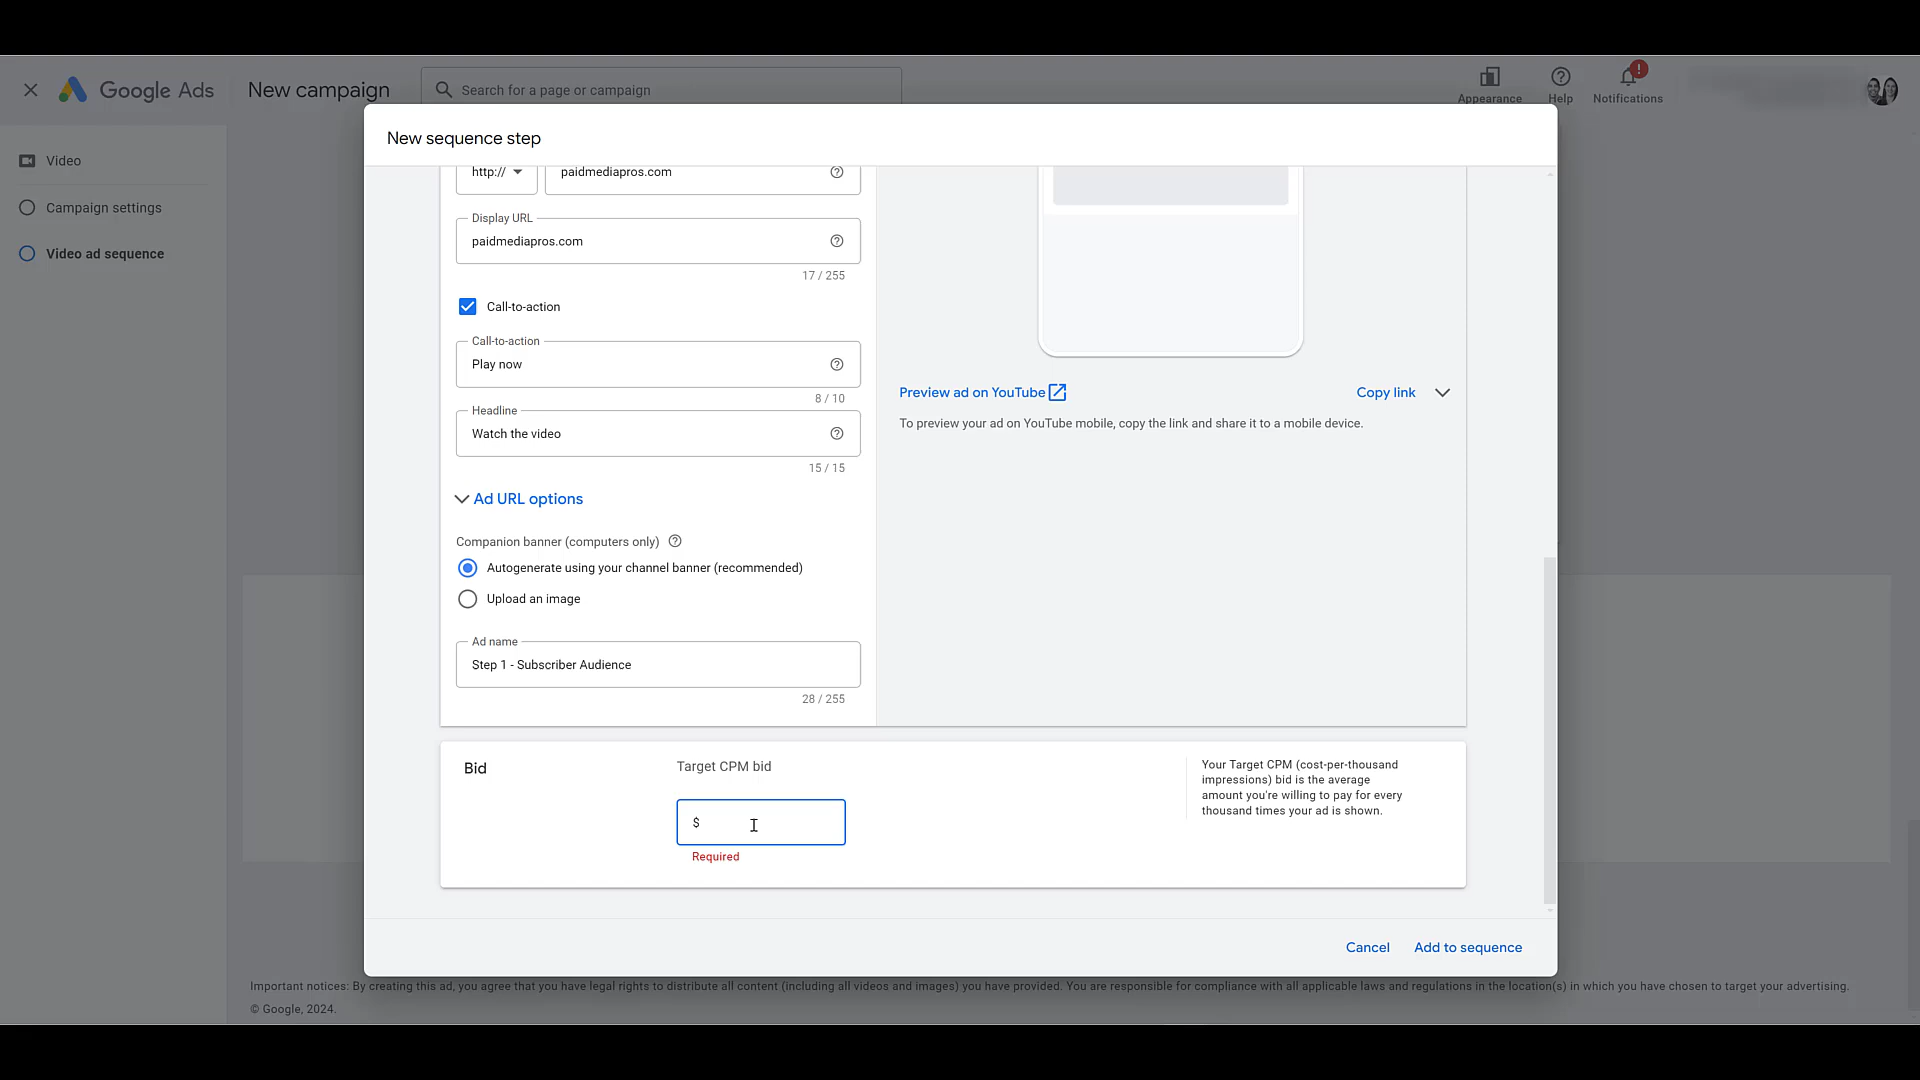 Google Ads
New campaign
Search for a page or campaign
Appearance
Help
!
Notifications
Video
Campaign settings
Video ad sequence
New sequence step
http://
paidmediapros.com
Display URL
paidmediapros.com
17 / 255
Call-to-action
Call-to-action
Play now
8 / 10
Headline
Watch the video
15 / 15
Ad URL options
Companion banner (computers only)
Autogenerate using your channel banner (recommended)
Upload an image
Ad name
Step 1 - Subscriber Audience
28 / 255
Preview ad on YouTube
Copy link
To preview your ad on YouTube mobile, copy the link and share it to a mobile device.
Bid
Target CPM bid
$
Required
Your Target CPM (cost-per-thousand
impressions) bid is the average
amount you're willing to pay for every
thousand times your ad is shown.
Cancel
Add to sequence
Important notices: By creating this ad, you agree that you have legal rights to distribute all content (including all videos and images) you have provided. You are responsible for compliance with all applicable laws and regulations in the location(s) in which you have chosen to target your advertising.
© Google, 2024.